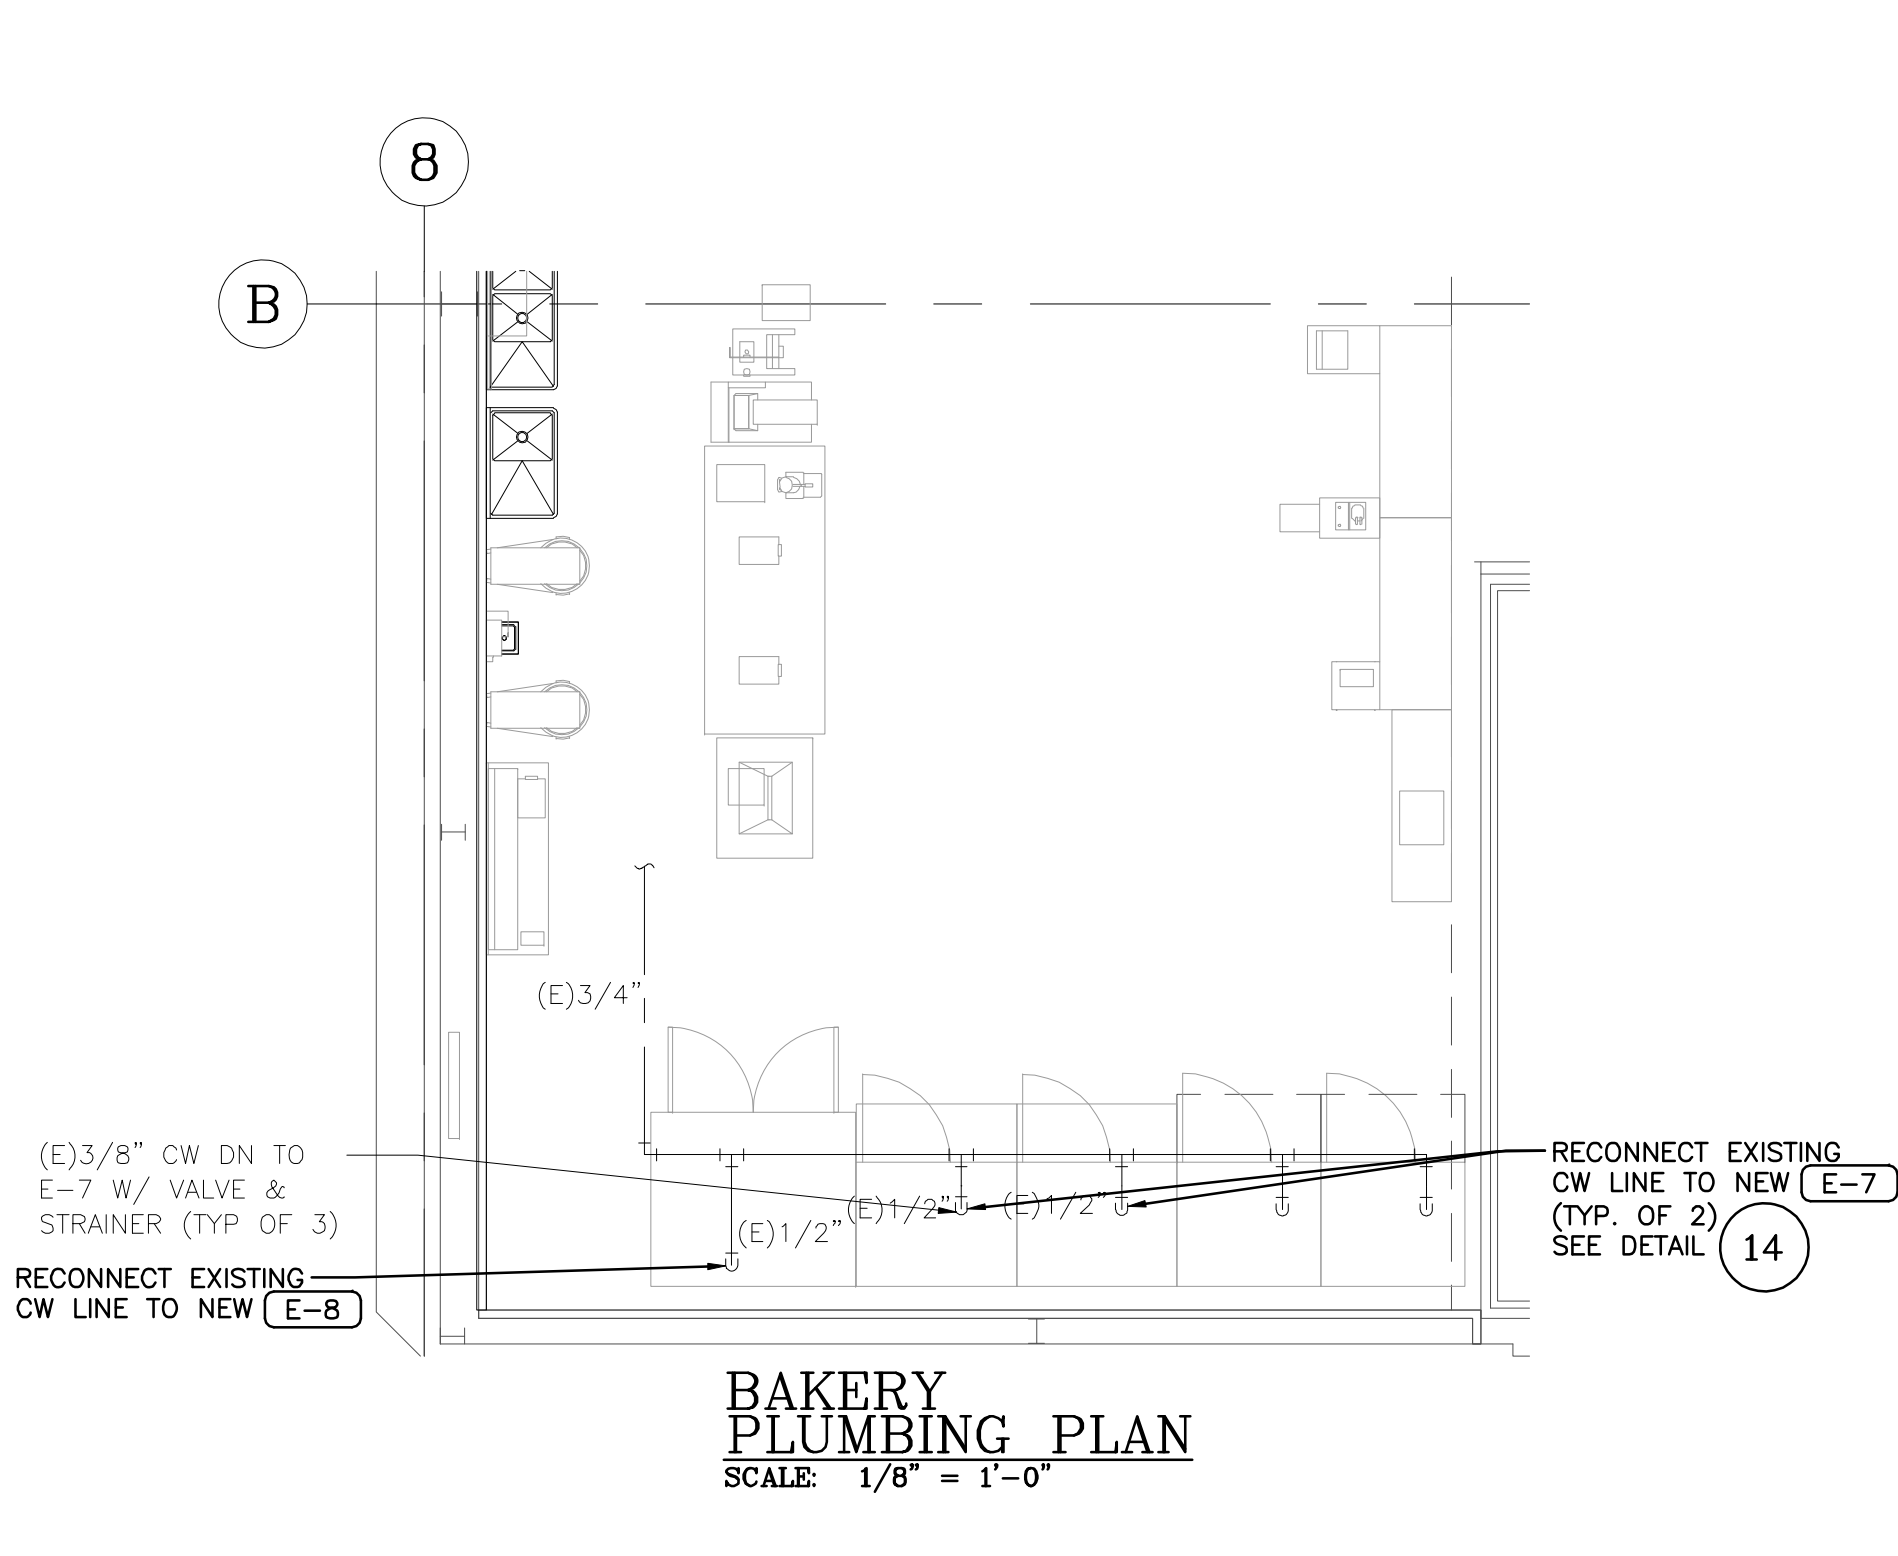 8
B
(E)3/4"
(E)3/8" CW DN TO
E-7 W/ VALVE &
STRAINER (TYP OF 3)
(E)1/2"
(E)1/2"
(E)1/2"
RECONNECT EXISTING
CW LINE TO NEW E-7
(TYP. OF 2)
SEE DETAIL 14
RECONNECT EXISTING
CW LINE TO NEW E-8
BAKERY
PLUMBING PLAN
SCALE: 1/8" = 1'-0"